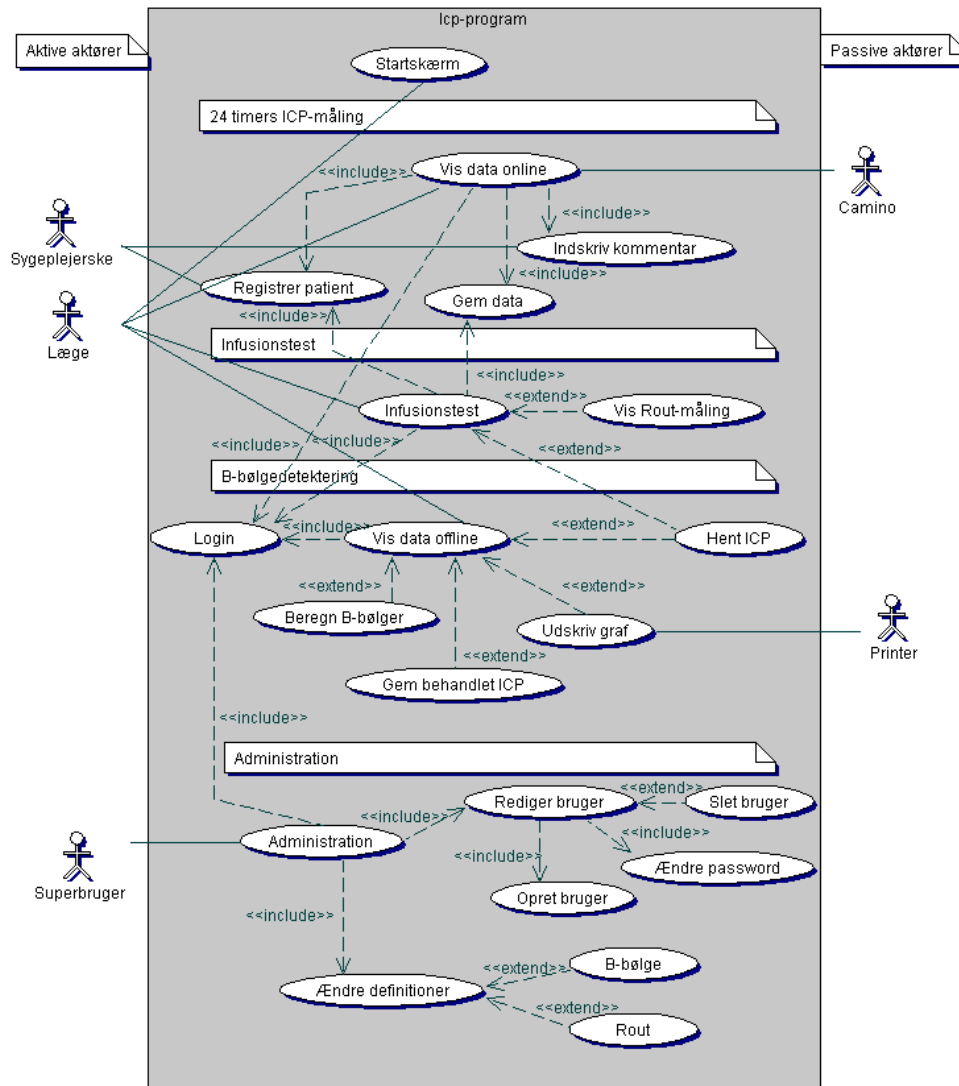 Icp-program
Aktive aktører
Passive aktører
Startskærm
24 timers ICP-måling
Vis data online
<<include>>
Camino
<<include>>
Sygeplejerske
Indskriv kommentar
<<include>>
Registrer patient
Gem data
<<include>>
Læge
Infusionstest
<<include>>
<<extend>>
Infusionstest
Vis Rout-måling
<<include>>
<<include>>
<<extend>>
B-bølgedetektering
<<include>>
<<extend>>
Login
Vis data offline
Hent ICP
<<extend>>
<<extend>>
Beregn B-bølger
Udskriv graf
Printer
<<extend>>
Gem behandlet ICP
<<include>>
Administration
<<extend>>
Rediger bruger
Slet bruger
<<include>>
<<include>>
Administration
Superbruger
Ændre password
<<include>>
Opret bruger
<<include>>
B-bølge
<<extend>>
Ændre definitioner
<<extend>>
Rout